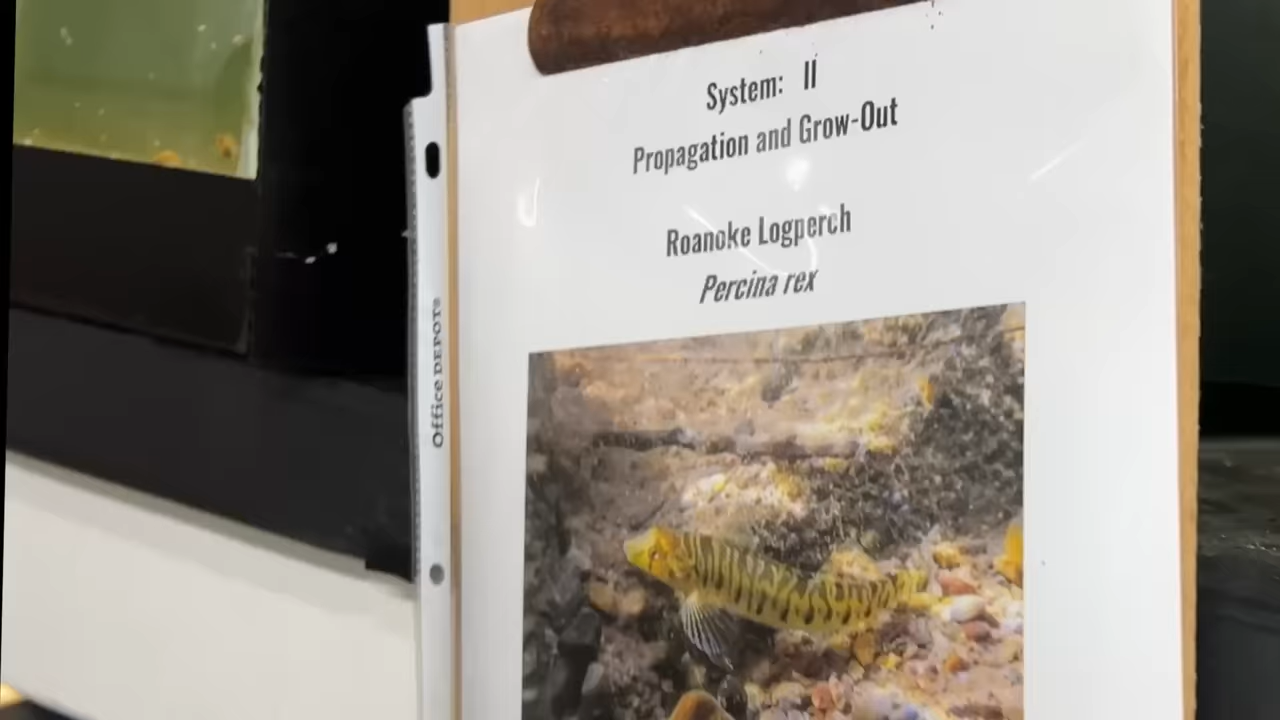 System: II
Propagation and Grow-Out
Roanoke Logperch
Percina rex
Office DEPOT®